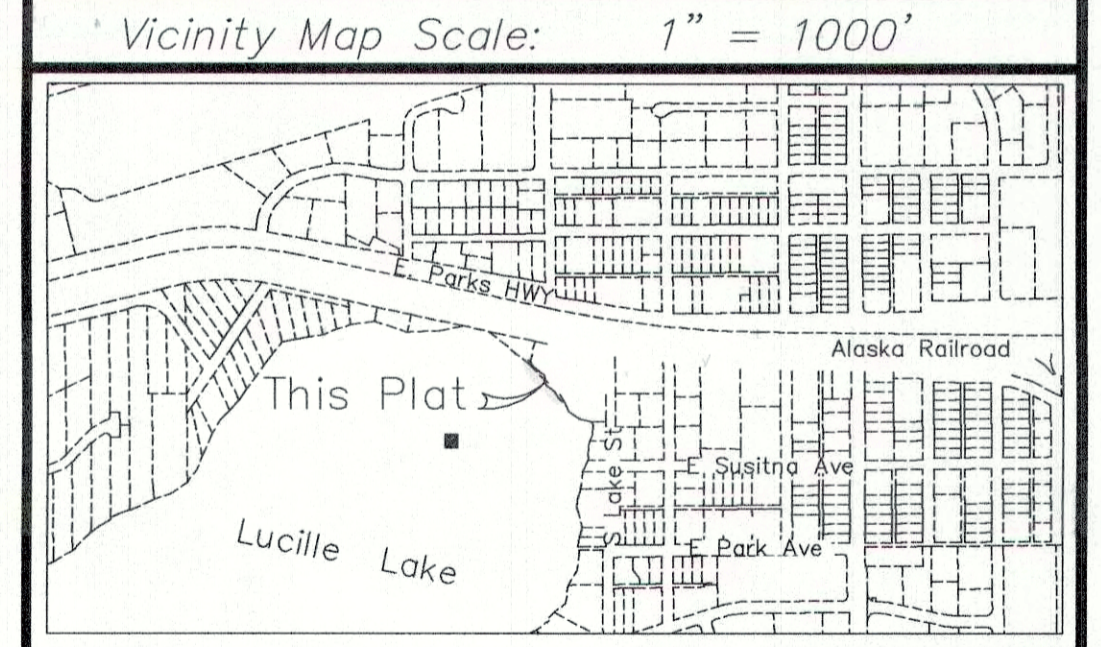 Vicinity Map Scale: 1" = 1000'
E. Parks HWY
Alaska Railroad
This Plat
E Susitna Ave
S Lake St
E Park Ave
Lucille Lake